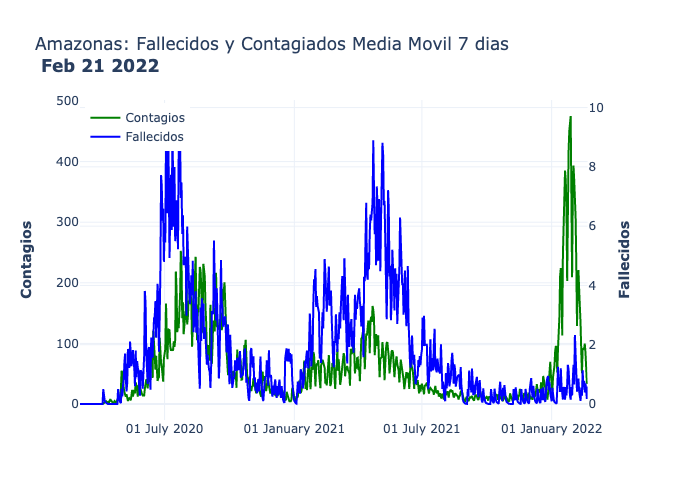 Amazonas: Fallecidos y Contagiados Media Movil 7 dias
Feb 21 2022
Contagios
Fallecidos
500
400
300
200
100
0
10
8
6
4
2
0
Contagios
Fallecidos
01 July 2020
01 January 2021
01 July 2021
01 January 2022